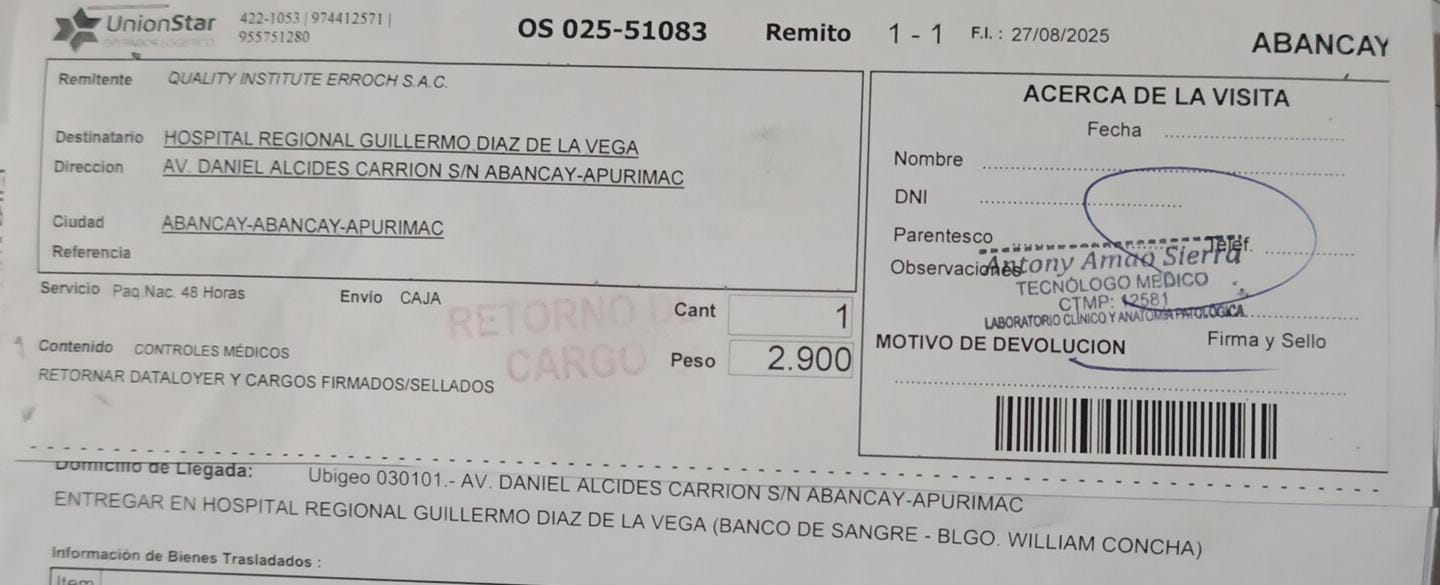 UnionStar
OPERADOR LOGISTICO
422-1053 | 974412571 |
955751280
OS 025-51083 Remito 1 - 1 F.I. : 27/08/2025
ABANCAY
Remitente QUALITY INSTITUTE ERROCH S.A.C.
Destinatario HOSPITAL REGIONAL GUILLERMO DIAZ DE LA VEGA
Direccion AV. DANIEL ALCIDES CARRION S/N ABANCAY-APURIMAC
Ciudad ABANCAY-ABANCAY-APURIMAC
Referencia
Servicio Paq.Nac. 48 Horas Envío CAJA
RETORNO DE
CARGO
Cant 1
Peso 2.900
Contenido CONTROLES MÉDICOS
RETORNAR DATALOYER Y CARGOS FIRMADOS/SELLADOS
ACERCA DE LA VISITA
Fecha
Nombre
DNI
Parentesco Teléf.
Observaciones
Antony Amao Sierra
TECNÓLOGO MÉDICO
CTMP: 12581
LABORATORIO CLÍNICO Y ANATOMÍA PATOLÓGICA
MOTIVO DE DEVOLUCION Firma y Sello
Domicilio de Llegada: Ubigeo 030101.- AV. DANIEL ALCIDES CARRION S/N ABANCAY-APURIMAC
ENTREGAR EN HOSPITAL REGIONAL GUILLERMO DIAZ DE LA VEGA (BANCO DE SANGRE - BLGO. WILLIAM CONCHA)
Información de Bienes Trasladados :
Item